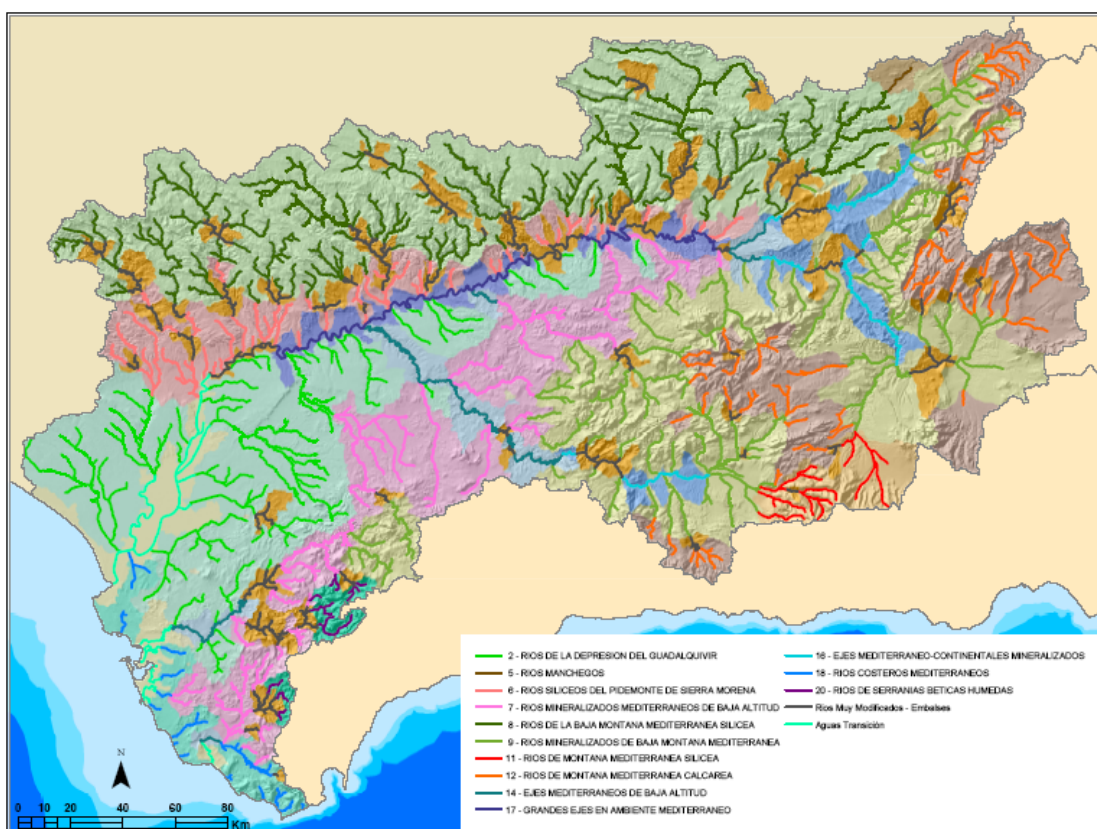 2 - RIOS DE LA DEPRESION DEL GUADALQUIVIR
5 - RIOS MANCHEGOS
6 - RIOS SILICEOS DEL PIDEMONTE DE SIERRA MORENA
7 - RIOS MINERALIZADOS MEDITERRANEOS DE BAJA ALTITUD
8 - RIOS DE LA BAJA MONTANA MEDITERRANEA SILICEA
9 - RIOS MINERALIZADOS DE BAJA MONTANA MEDITERRANEA
11 - RIOS DE MONTANA MEDITERRANEA SILICEA
12 - RIOS DE MONTANA MEDITERRANEA CALCAREA
14 - EJES MEDITERRANEOS DE BAJA ALTITUD
17 - GRANDES EJES EN AMBIENTE MEDITERRANEO
16 - EJES MEDITERRANEO-CONTINENTALES MINERALIZADOS
18 - RIOS COSTEROS MEDITERRANEOS
20 - RIOS DE SERRANIAS BETICAS HUMEDAS
Rios Muy Modificados - Embalses
Aguas Transición
N
0 10 20 40 60 80
Km